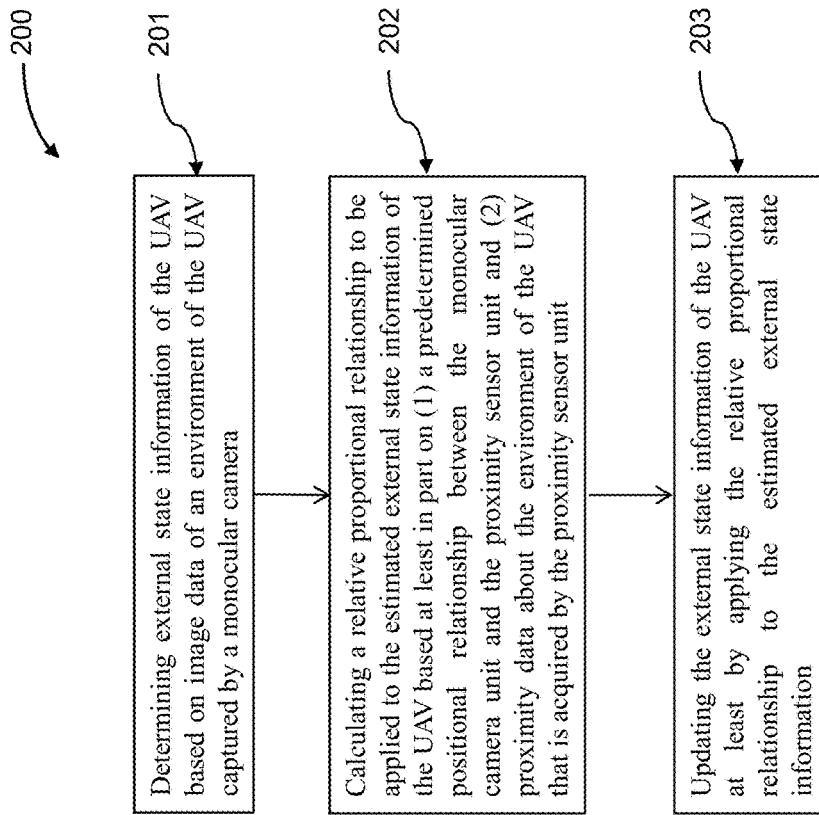 200
Determining external state information of the UAV
based on image data of an environment of the UAV
captured by a monocular camera
201
Calculating a relative proportional relationship to be
applied to the estimated external state information of
the UAV based at least in part on (1) a predetermined
positional relationship between the monocular
camera unit and the proximity sensor unit and (2)
proximity data about the environment of the UAV
that is acquired by the proximity sensor unit
202
Updating the external state information of the UAV
at least by applying the relative proportional
relationship to the estimated external state
information
203